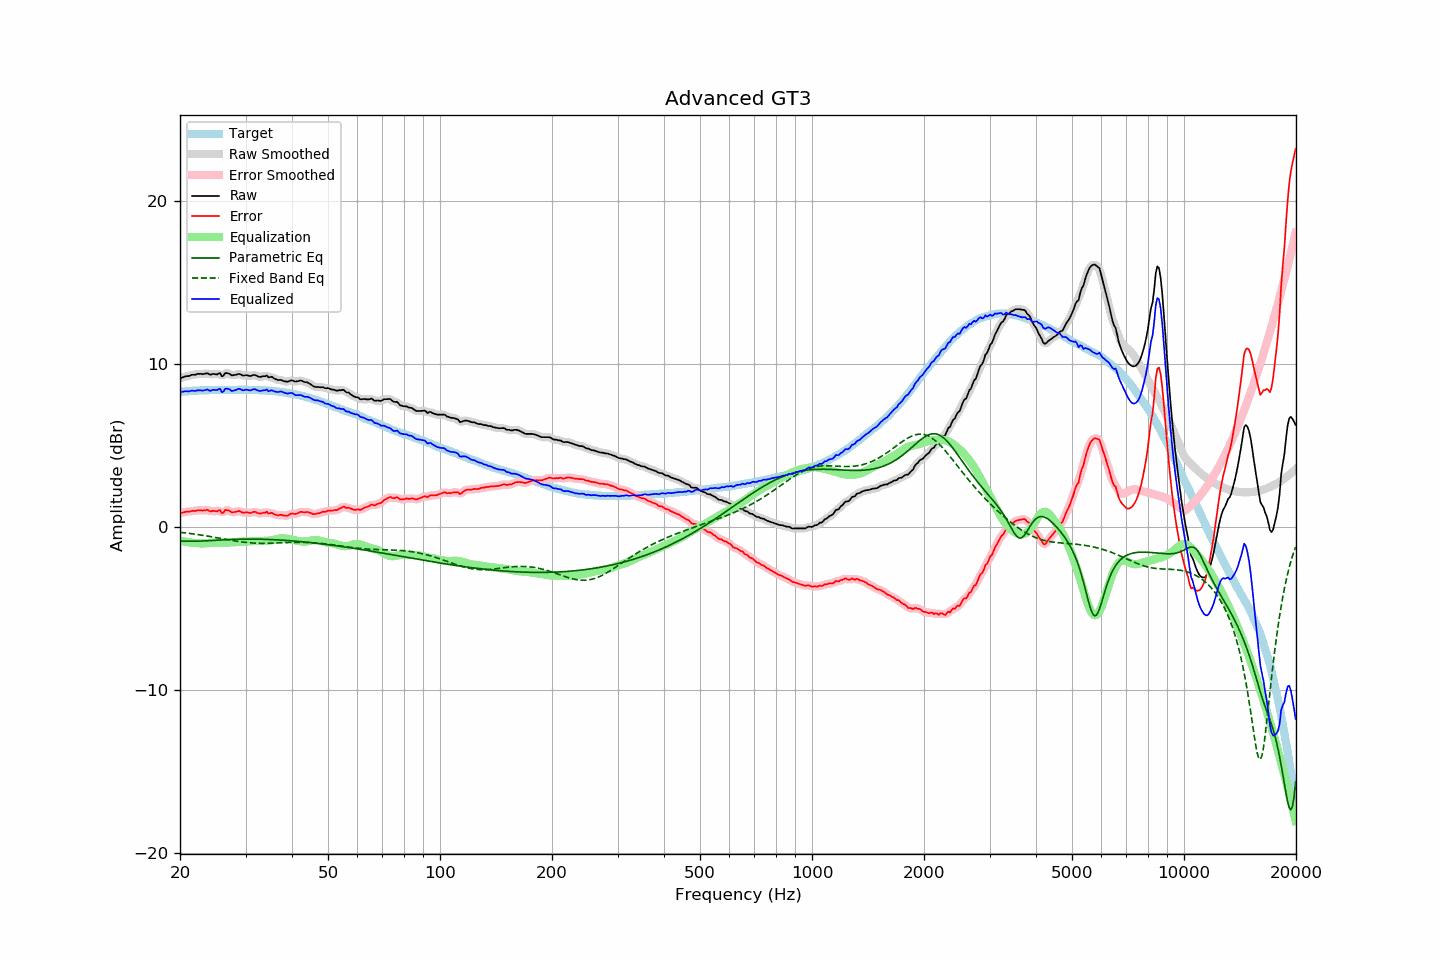 Advanced GT3
Target
Raw Smoothed
Error Smoothed
Raw
Error
Equalization
Parametric Eq
Fixed Band Eq
Equalized
Amplitude (dBr)
20
10
0
−10
−20
20 50 100 200 500 1000 2000 5000 10000 20000
Frequency (Hz)